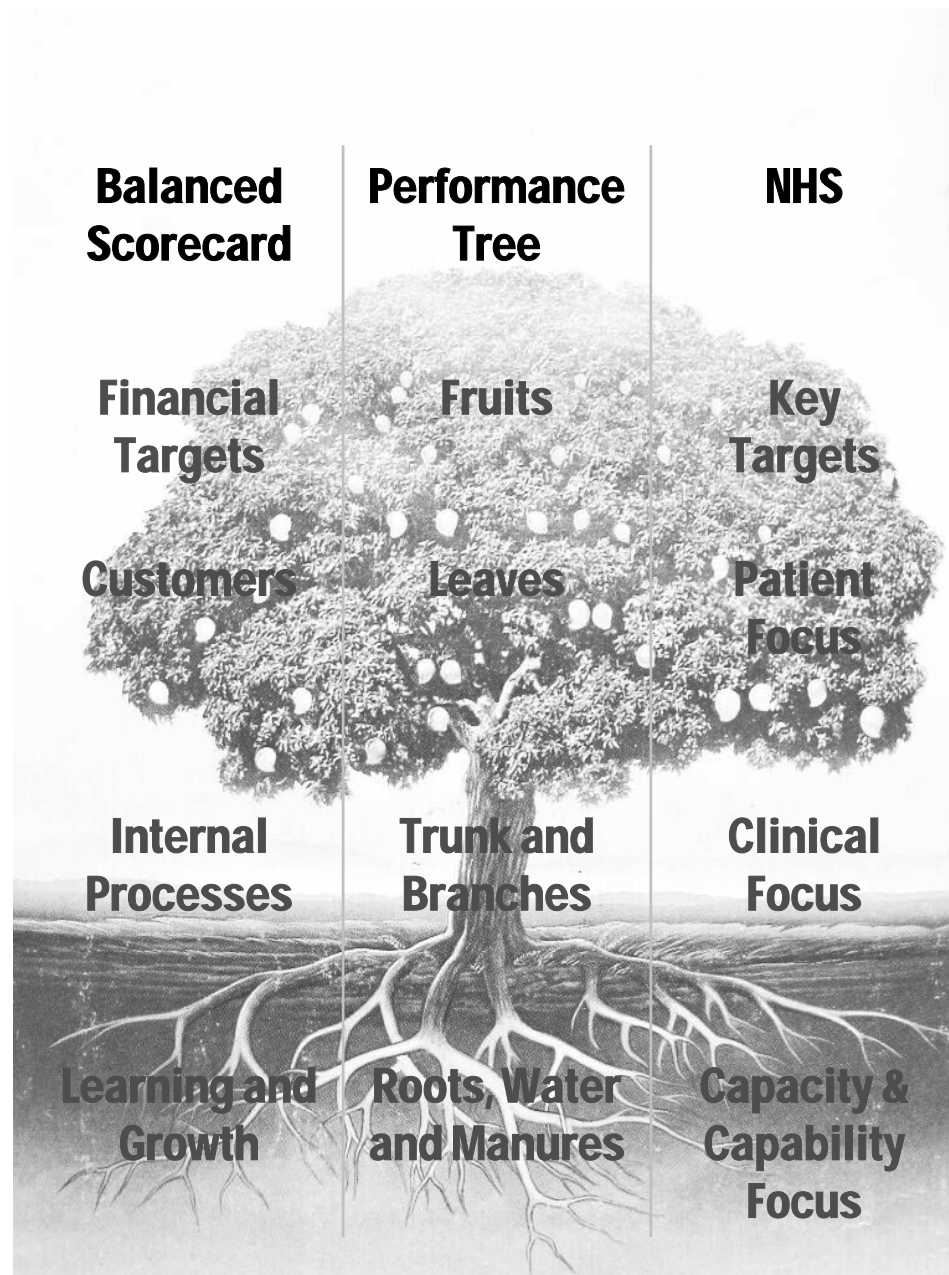 Balanced
Scorecard
Performance
Tree
NHS
Financial
Targets
Fruits
Key
Targets
Customers
Leaves
Patient
Focus
Internal
Processes
Trunk and
Branches
Clinical
Focus
Learning and
Growth
Roots, Water
and Manures
Capacity &
Capability
Focus